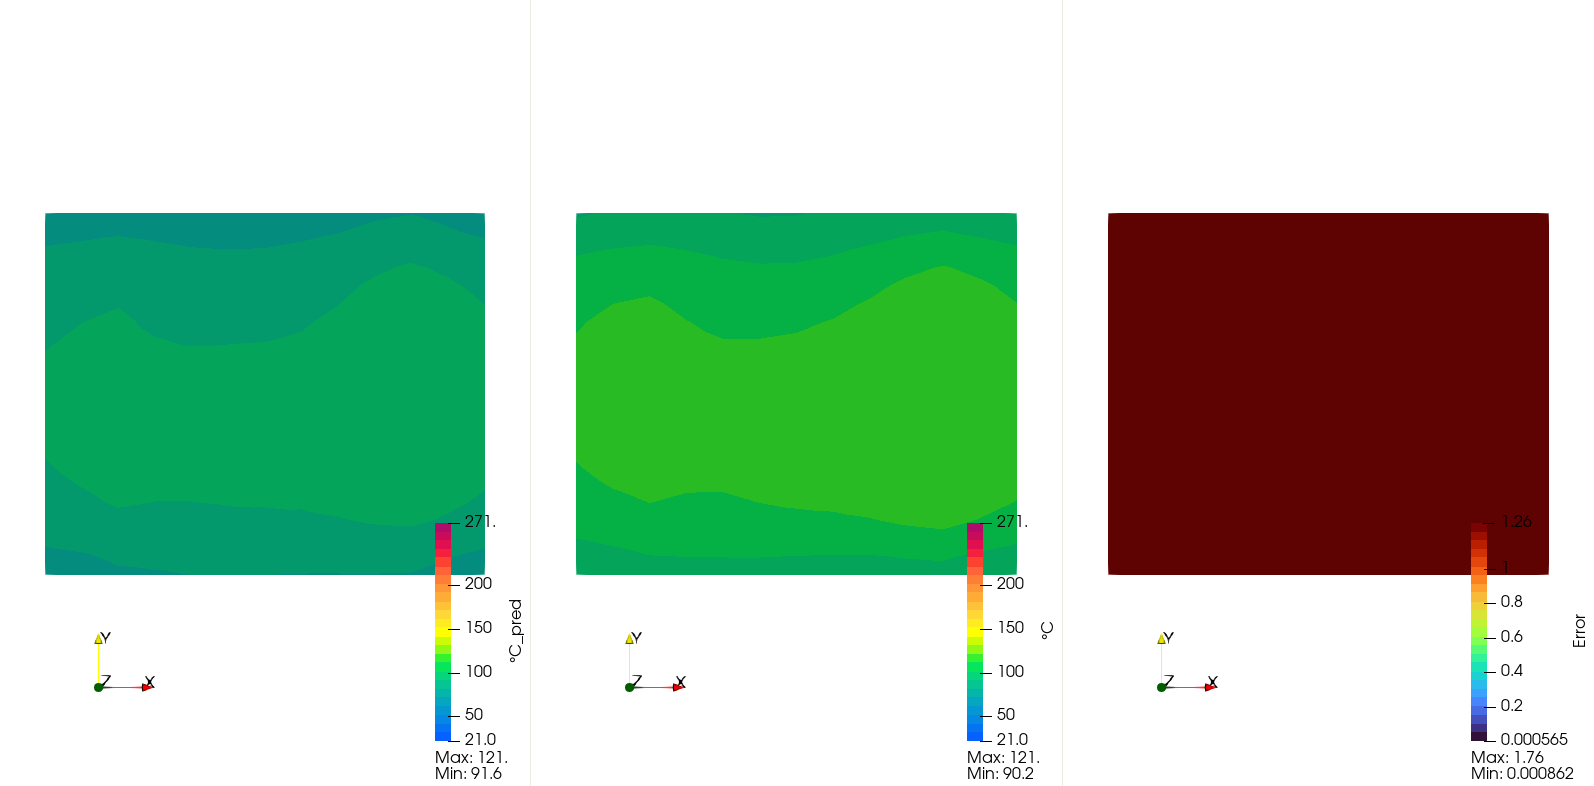 271.
200
150
100
50
21.0
°C_pred
Max: 121.
Min: 91.6
Y
Z
X
271.
200
150
100
50
21.0
°C
Max: 121.
Min: 90.2
Y
Z
X
1.26
1
0.8
0.6
0.4
0.2
0.000565
Error
Max: 1.76
Min: 0.000862
Y
Z
X